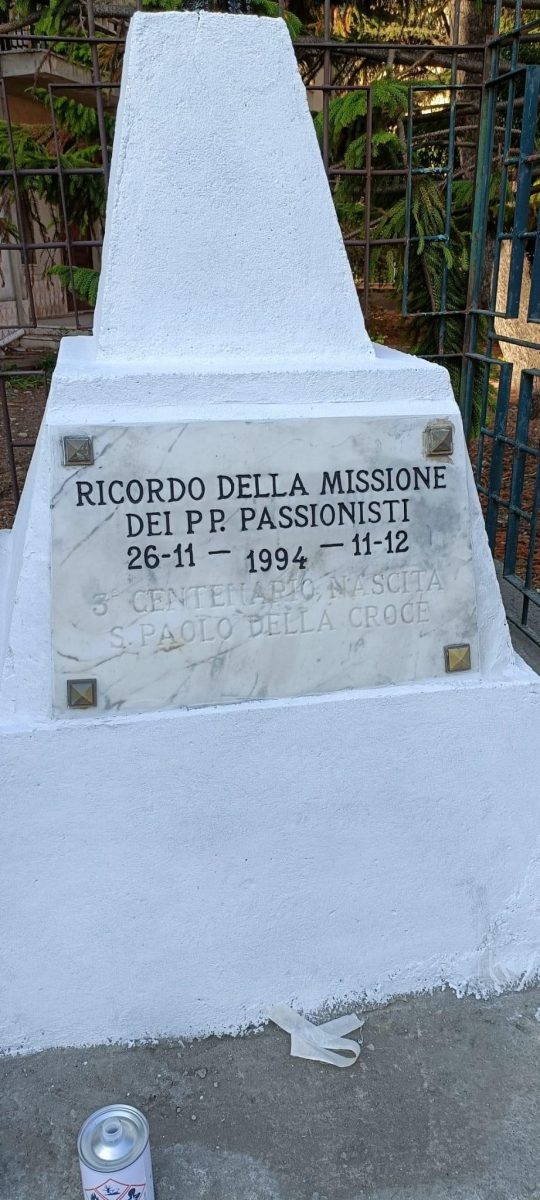 RICORDO DELLA MISSIONE
DEI P.P. PASSIONISTI
26-11 — 1994 — 11-12
3° CENTENARIO NASCITA
S. PAOLO DELLA CROCE